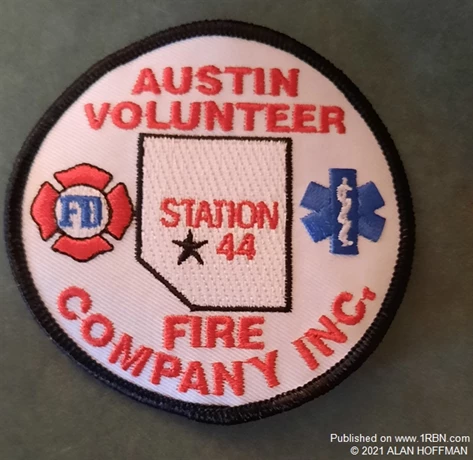 AUSTIN
VOLUNTEER
FD
STATION
44
FIRE
COMPANY INC.
Published on www.1RBN.com
© 2021 ALAN HOFFMAN